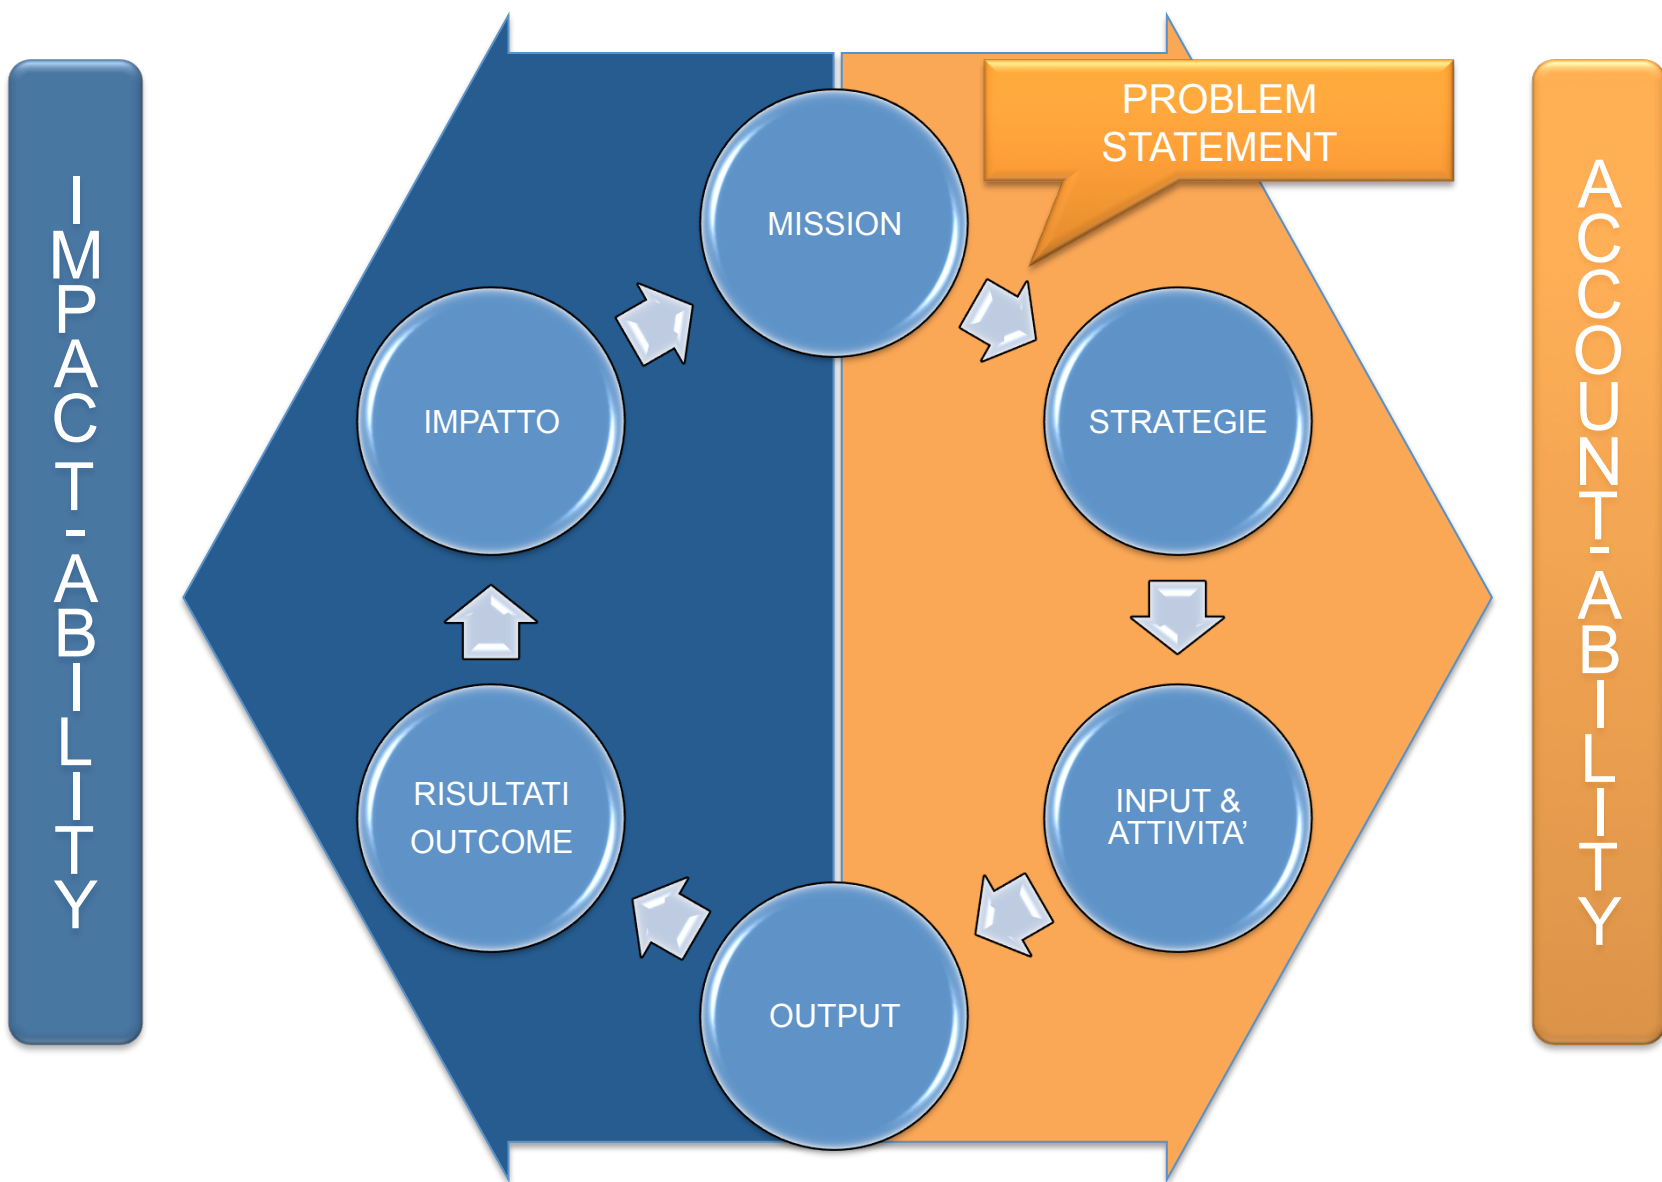 IMPACT-ABILITY
PROBLEM
STATEMENT
MISSION
IMPATTO
STRATEGIE
RISULTATI
OUTCOME
INPUT &
ATTIVITA’
OUTPUT
ACCOUNT-ABILITY